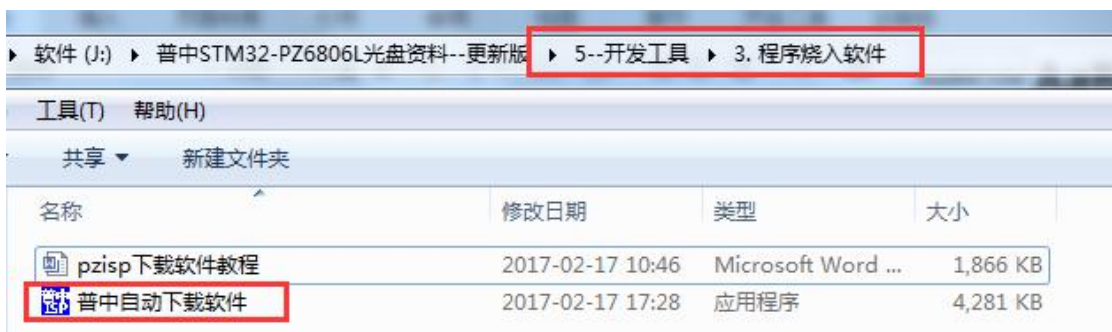 软件 (J:) ▸ 普中STM32-PZ6806L光盘资料--更新版 ▸ 5--开发工具 ▸ 3. 程序烧入软件
工具(T) 帮助(H)
共享 新建文件夹
名称 修改日期 类型 大小
pzisp下载软件教程 2017-02-17 10:46 Microsoft Word ... 1,866 KB
普中自动下载软件 2017-02-17 17:28 应用程序 4,281 KB